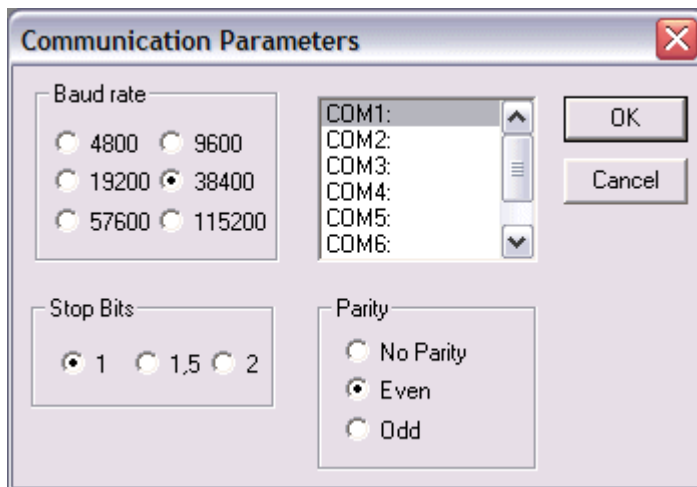 Communication Parameters
Baud rate
4800 9600
19200 38400
57600 115200
COM1:
COM2:
COM3:
COM4:
COM5:
COM6:
OK
Cancel
Stop Bits
1 1,5 2
Parity
No Parity
Even
Odd